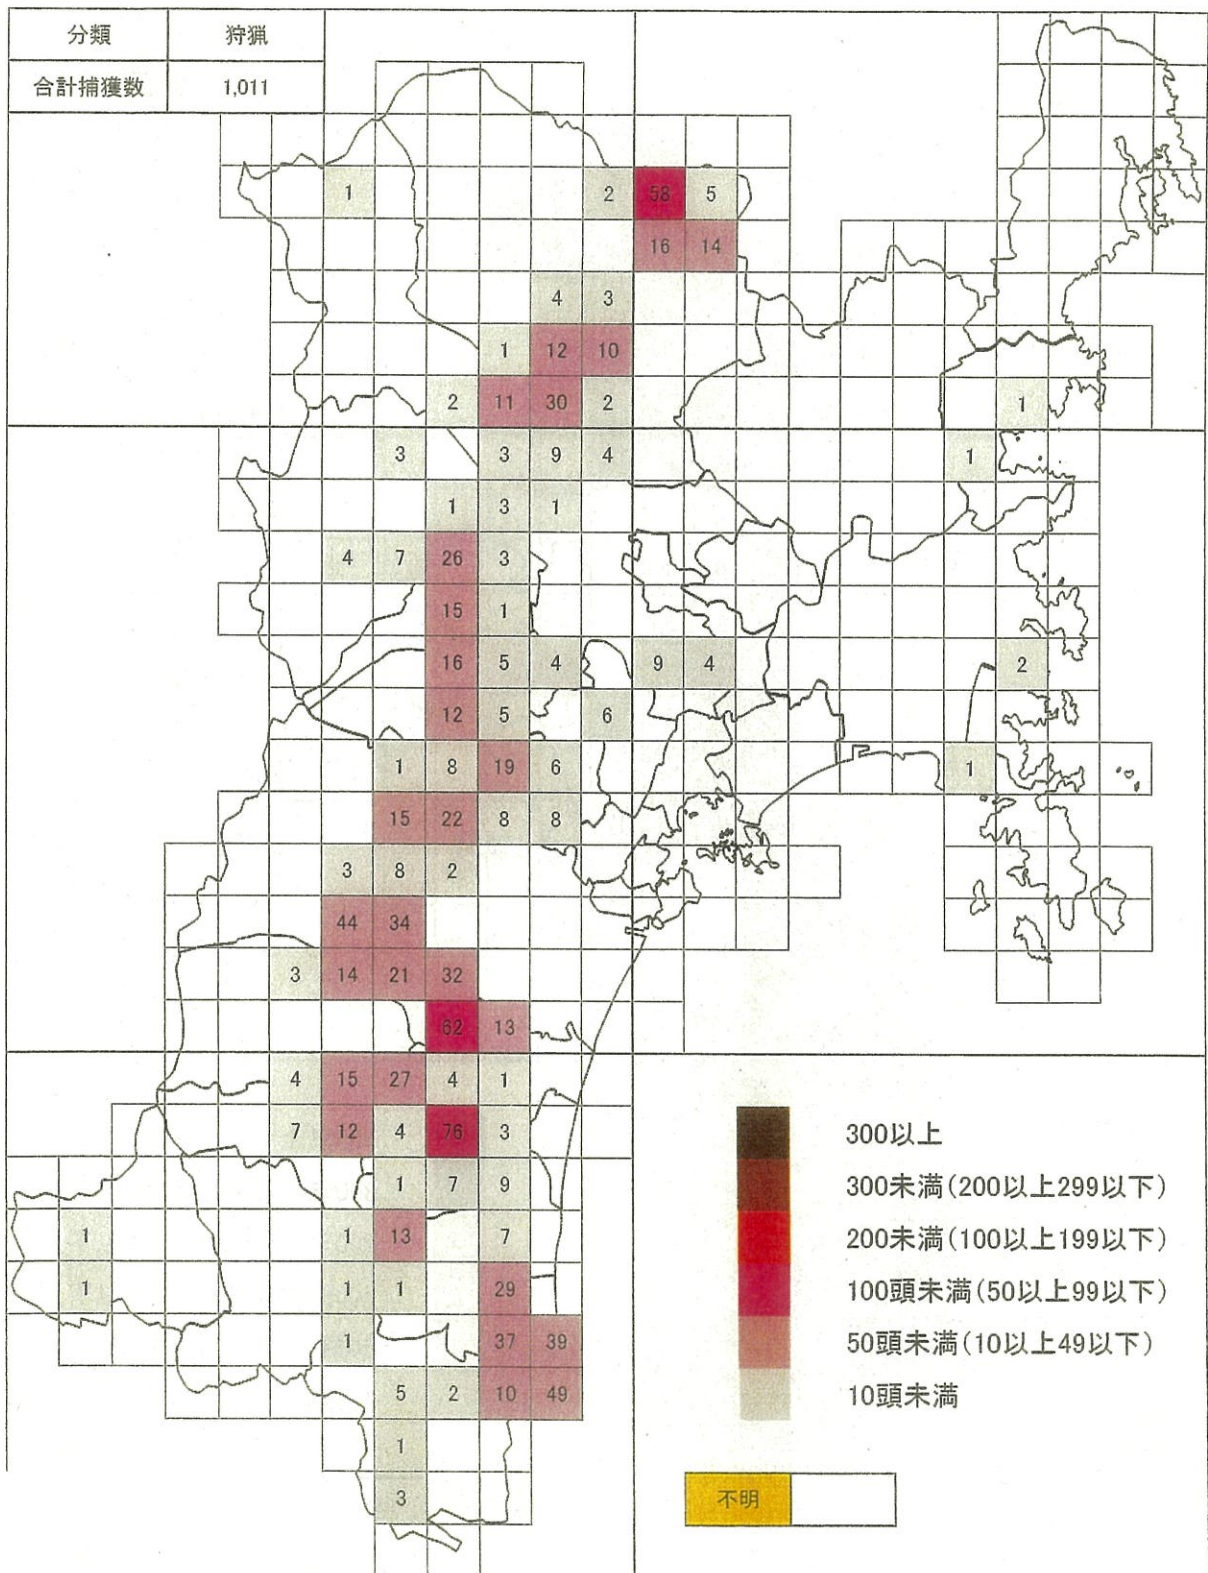 分類 狩猟
合計捕獲数 1,011
1 2 58 5
16 14
4 3
1 12 10
2 11 30 2 1
3 3 9 4 1
1 3 1
4 7 26 3
15 1
16 5 4 9 4 2
12 5 6
1 8 19 6 1
15 22 8 8
3 8 2
44 34
3 14 21 32
62 13
4 15 27 4 1
7 12 4 76 3
300以上
1 7 9
300未満(200以上299以下)
1 1 13 7
200未満(100以上199以下)
1 1 1 29
100頭未満(50以上99以下)
1 37 39
50頭未満(10以上49以下)
5 2 10 49
10頭未満
1
3
不明